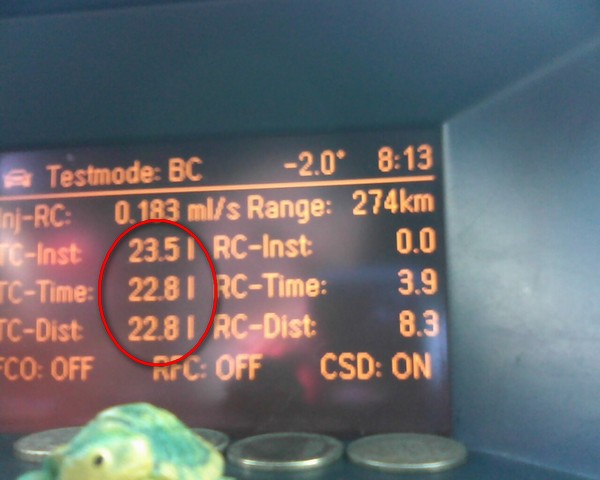 Testmode: BC -2.0° 8:13
Inj-RC: 0.183 ml/s Range: 274km
TC-Inst: 23.5 l RC-Inst: 0.0
TC-Time: 22.8 l RC-Time: 3.9
TC-Dist: 22.8 l RC-Dist: 8.3
FCO: OFF RFC: OFF CSD: ON